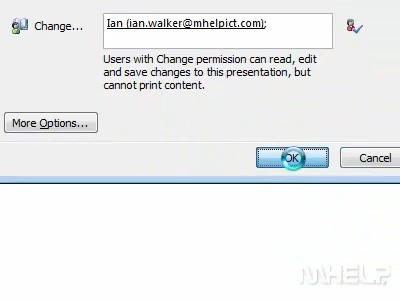 Change...
Ian (ian.walker@mhelpict.com);
Users with Change permission can read, edit
and save changes to this presentation, but
cannot print content.
More Options...
OK
Cancel
MHELP